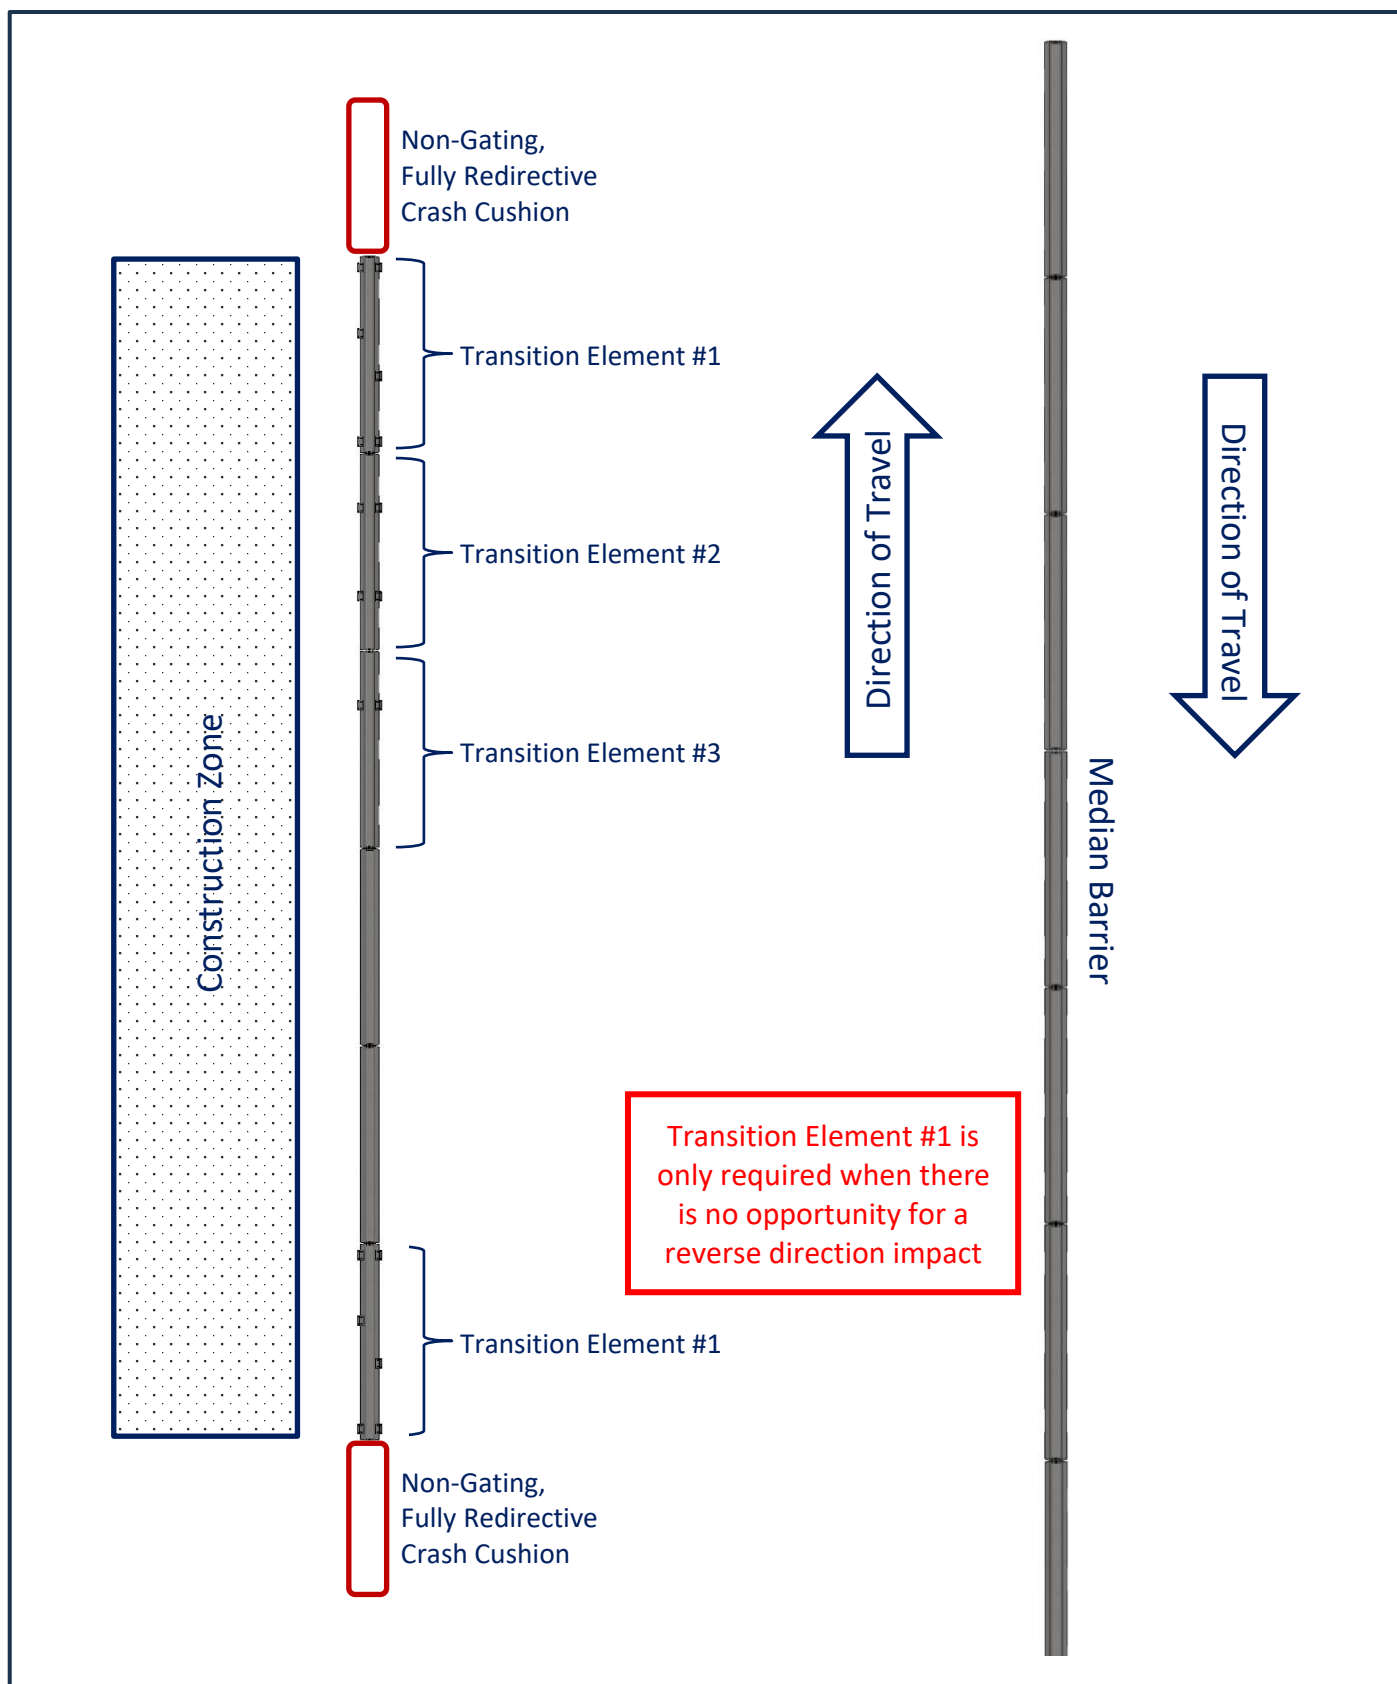 Non-Gating,
Fully Redirective
Crash Cushion
Transition Element #1
Transition Element #2
Transition Element #3
Construction Zone
Direction of Travel
Direction of Travel
Median Barrier
Transition Element #1 is
only required when there
is no opportunity for a
reverse direction impact
Transition Element #1
Non-Gating,
Fully Redirective
Crash Cushion